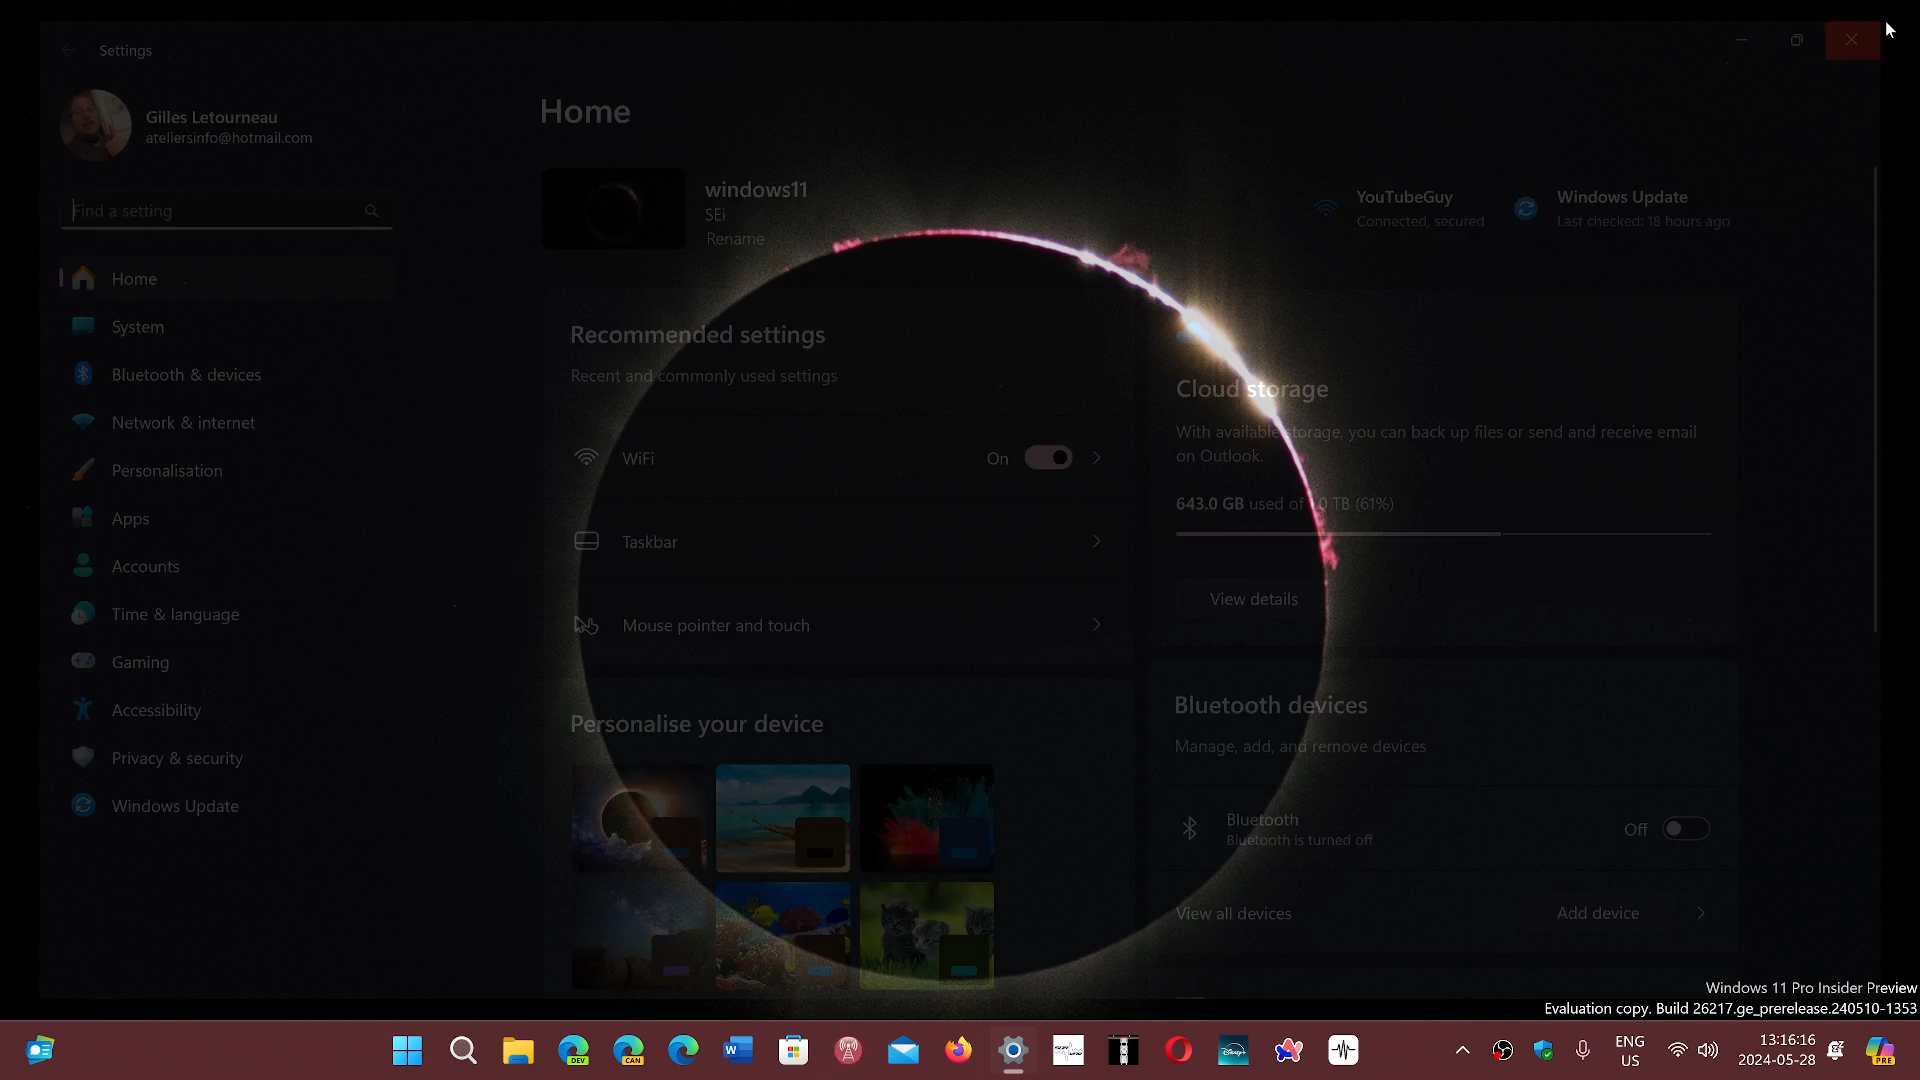 Settings
Gilles Letourneau
ateliersinfo@hotmail.com
Find a setting
Home
System
Bluetooth & devices
Network & internet
Personalisation
Apps
Accounts
Time & language
Gaming
Accessibility
Privacy & security
Windows Update
Home
windows11
SEi
Rename
YouTubeGuy
Connected, secured
Windows Update
Last checked: 18 hours ago
Recommended settings
Recent and commonly used settings
WiFi
On
Taskbar
Mouse pointer and touch
Personalise your device
Cloud storage
With available storage, you can back up files or send and receive email
on Outlook.
643.0 GB used of 1.0 TB (61%)
View details
Bluetooth devices
Manage, add, and remove devices
Bluetooth
Bluetooth is turned off
Off
View all devices
Add device
Windows 11 Pro Insider Preview
Evaluation copy. Build 26217.ge_prerelease.240510-1353
DEV
CAN
W
Disney+
ENG
US
13:16:16
2024-05-28
PRE